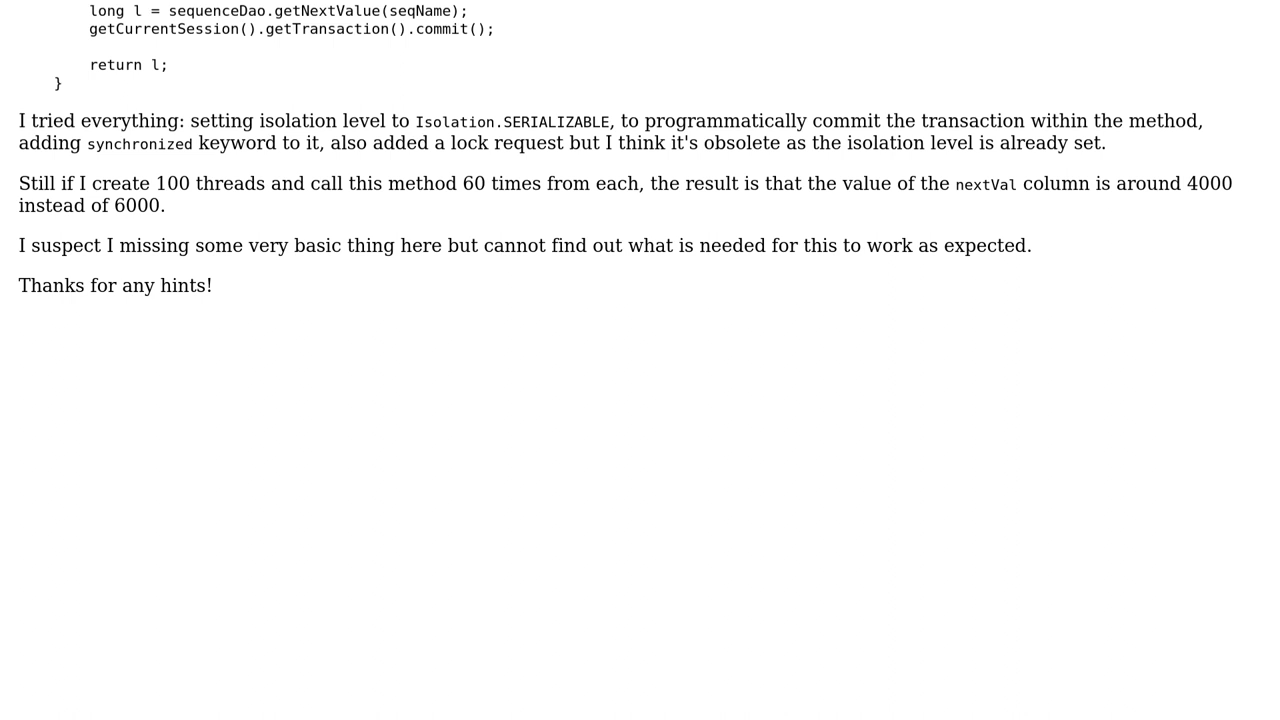 long l = sequenceDao.getNextValue(seqName);
getCurrentSession().getTransaction().commit();
return l;
}
I tried everything: setting isolation level to Isolation.SERIALIZABLE, to programmatically commit the transaction within the method,
adding synchronized keyword to it, also added a lock request but I think it's obsolete as the isolation level is already set.
Still if I create 100 threads and call this method 60 times from each, the result is that the value of the nextVal column is around 4000
instead of 6000.
I suspect I missing some very basic thing here but cannot find out what is needed for this to work as expected.
Thanks for any hints!